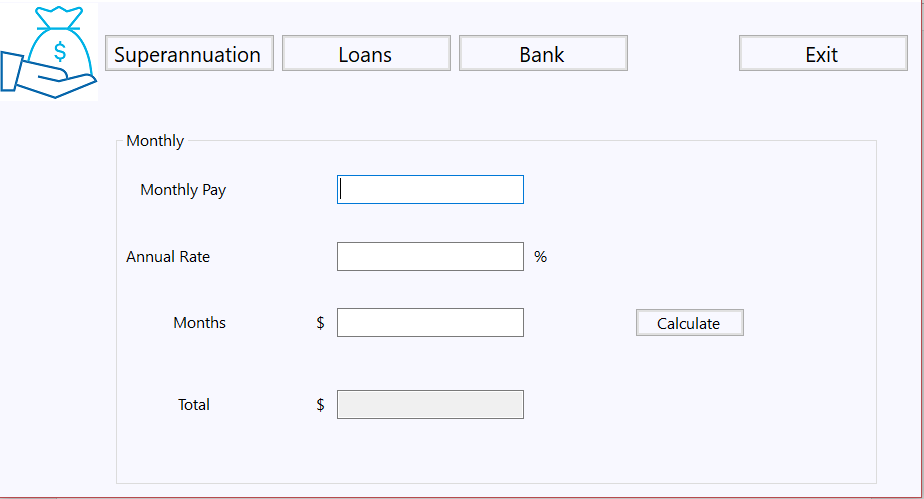 $
Superannuation Loans Bank Exit
Monthly
Monthly Pay
Annual Rate %
Months $ Calculate
Total $